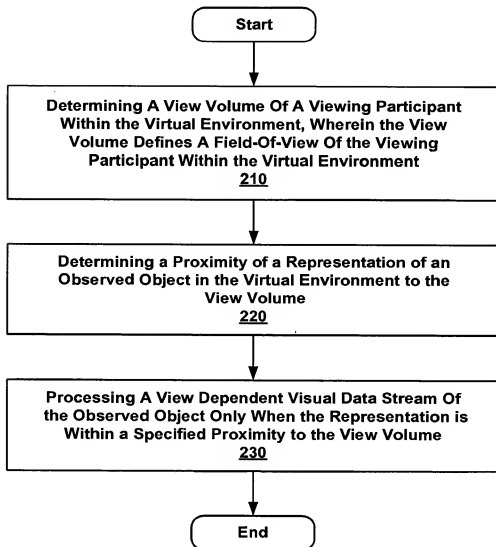 Start
Determining A View Volume Of A Viewing Participant
Within the Virtual Environment, Wherein the View
Volume Defines A Field-Of-View Of the Viewing
Participant Within the Virtual Environment
210
Determining a Proximity of a Representation of an
Observed Object in the Virtual Environment to the
View Volume
220
Processing A View Dependent Visual Data Stream Of
the Observed Object Only When the Representation is
Within a Specified Proximity to the View Volume
230
End